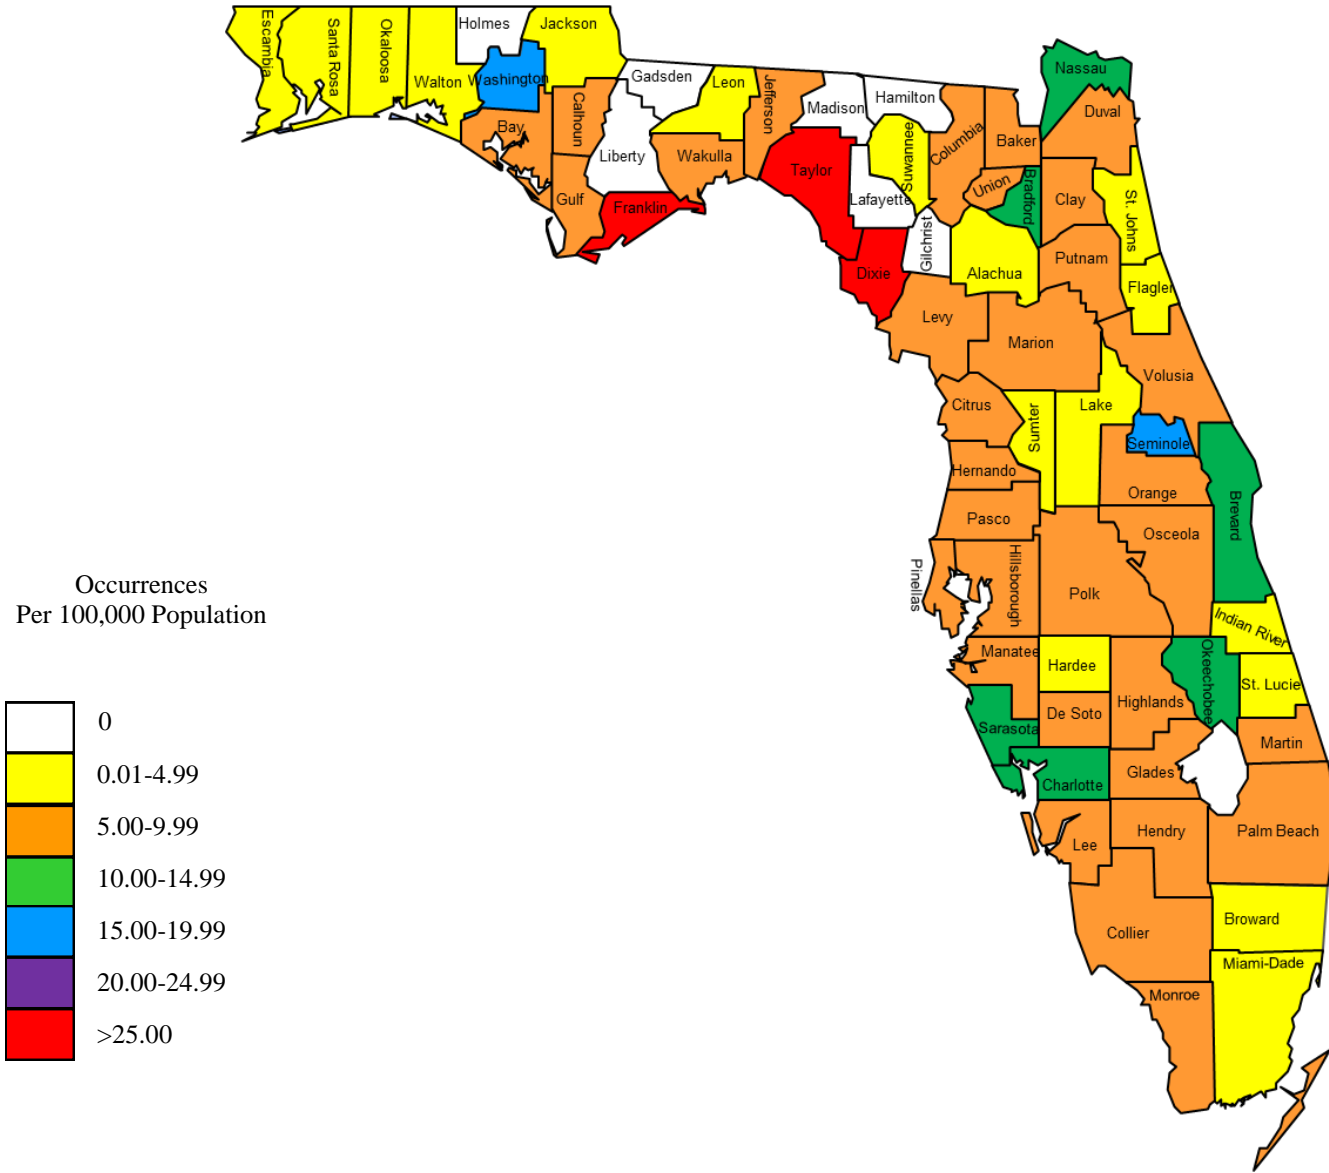 Escambia
Santa Rosa
Okaloosa
Walton
Holmes
Washington
Jackson
Bay
Calhoun
Gulf
Gadsden
Liberty
Franklin
Leon
Wakulla
Jefferson
Madison
Taylor
Hamilton
Suwannee
Lafayette
Dixie
Gilchrist
Columbia
Baker
Union
Bradford
Nassau
Duval
Clay
St. Johns
Alachua
Putnam
Flagler
Levy
Marion
Volusia
Citrus
Sumter
Lake
Seminole
Hernando
Orange
Brevard
Pasco
Osceola
Pinellas
Hillsborough
Polk
Indian River
Manatee
Hardee
Okeechobee
St. Lucie
Highlands
De Soto
Sarasota
Martin
Glades
Charlotte
Lee
Hendry
Palm Beach
Collier
Broward
Miami-Dade
Monroe
Occurrences
Per 100,000 Population
0
0.01-4.99
5.00-9.99
10.00-14.99
15.00-19.99
20.00-24.99
>25.00